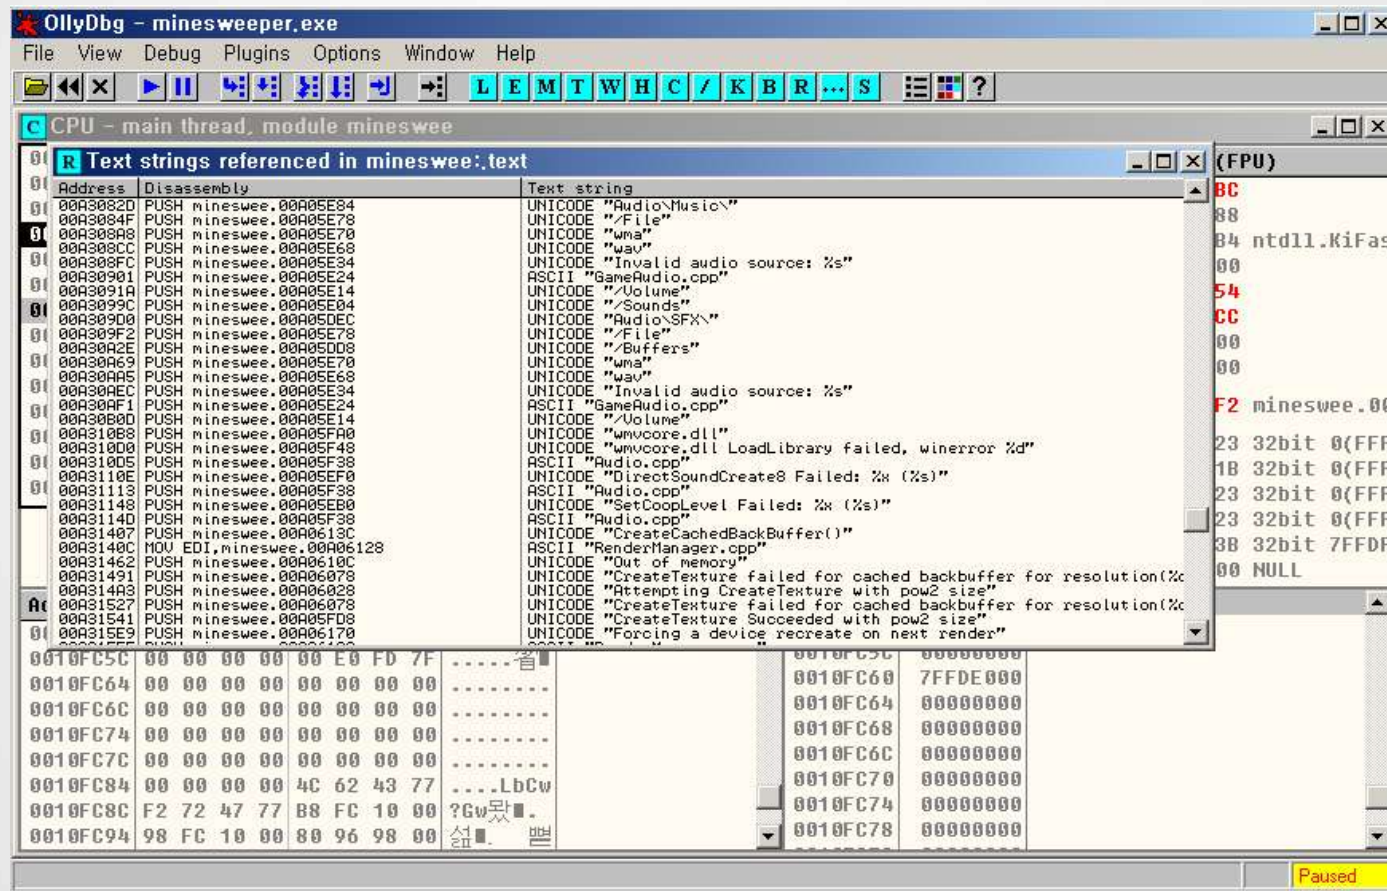 OllyDbg - minesweeper.exe
File View Debug Plugins Options Window Help
L E M T W H C / K B R ... S ?
C CPU - main thread, module mineswee
R Text strings referenced in mineswee:.text
(FPU)
Address Disassembly Text string
00A3082D PUSH mineswee.00A05E84 UNICODE "Audio\Music\"
00A3084F PUSH mineswee.00A05E78 UNICODE "/File"
00A308A8 PUSH mineswee.00A05E70 UNICODE "wma"
00A308CC PUSH mineswee.00A05E68 UNICODE "wav"
00A308FC PUSH mineswee.00A05E34 UNICODE "Invalid audio source: %s"
00A30901 PUSH mineswee.00A05E24 ASCII "GameAudio.cpp"
00A3091A PUSH mineswee.00A05E14 UNICODE "/Volume"
00A3099C PUSH mineswee.00A05E04 UNICODE "/Sounds"
00A309D0 PUSH mineswee.00A05DEC UNICODE "Audio\SFX\"
00A309F2 PUSH mineswee.00A05E78 UNICODE "/File"
00A30A2E PUSH mineswee.00A05DD8 UNICODE "/Buffers"
00A30A69 PUSH mineswee.00A05E70 UNICODE "wma"
00A30AA5 PUSH mineswee.00A05E68 UNICODE "wav"
00A30AEC PUSH mineswee.00A05E34 UNICODE "Invalid audio source: %s"
00A30AF1 PUSH mineswee.00A05E24 ASCII "GameAudio.cpp"
00A30B0D PUSH mineswee.00A05E14 UNICODE "/Volume"
00A310B8 PUSH mineswee.00A05FA0 UNICODE "wmvcore.dll"
00A310D0 PUSH mineswee.00A05F48 UNICODE "wmvcore.dll LoadLibrary failed, winerror %d"
00A310D5 PUSH mineswee.00A05F38 ASCII "Audio.cpp"
00A3110E PUSH mineswee.00A05EF0 UNICODE "DirectSoundCreate8 Failed: %x (%s)"
00A31113 PUSH mineswee.00A05F38 ASCII "Audio.cpp"
00A31148 PUSH mineswee.00A05EB0 UNICODE "SetCoopLevel Failed: %x (%s)"
00A3114D PUSH mineswee.00A05F38 ASCII "Audio.cpp"
00A31407 PUSH mineswee.00A0613C UNICODE "CreateCachedBackBuffer()"
00A3140C MOV EDI,mineswee.00A06128 ASCII "RenderManager.cpp"
00A31462 PUSH mineswee.00A0610C UNICODE "Out of memory"
00A31491 PUSH mineswee.00A06078 UNICODE "CreateTexture failed for cached backbuffer for resolution(%d
00A314A3 PUSH mineswee.00A06028 UNICODE "Attempting CreateTexture with pow2 size"
00A31527 PUSH mineswee.00A06078 UNICODE "CreateTexture failed for cached backbuffer for resolution(%d
00A31541 PUSH mineswee.00A05FD8 UNICODE "CreateTexture Succeeded with pow2 size"
00A315E9 PUSH mineswee.00A06170 UNICODE "Forcing a device recreate on next render"
BC
88
B4 ntdll.KiFas
00
54
CC
00
00
F2 mineswee.00
23 32bit 0(FFF
1B 32bit 0(FFF
23 32bit 0(FFF
23 32bit 0(FFF
3B 32bit 7FFDF
00 NULL
0010FC5C 00 00 00 00 00 E0 FD 7F
0010FC64 00 00 00 00 00 00 00 00 ........
0010FC6C 00 00 00 00 00 00 00 00 ........
0010FC74 00 00 00 00 00 00 00 00 ........
0010FC7C 00 00 00 00 00 00 00 00 ........
0010FC84 00 00 00 00 4C 62 43 77 ....LbCw
0010FC8C F2 72 47 77 B8 FC 10 00
0010FC94 98 FC 10 00 80 96 98 00
0010FC5C 00000000
0010FC60 7FFDE000
0010FC64 00000000
0010FC68 00000000
0010FC6C 00000000
0010FC70 00000000
0010FC74 00000000
0010FC78 00000000
Paused